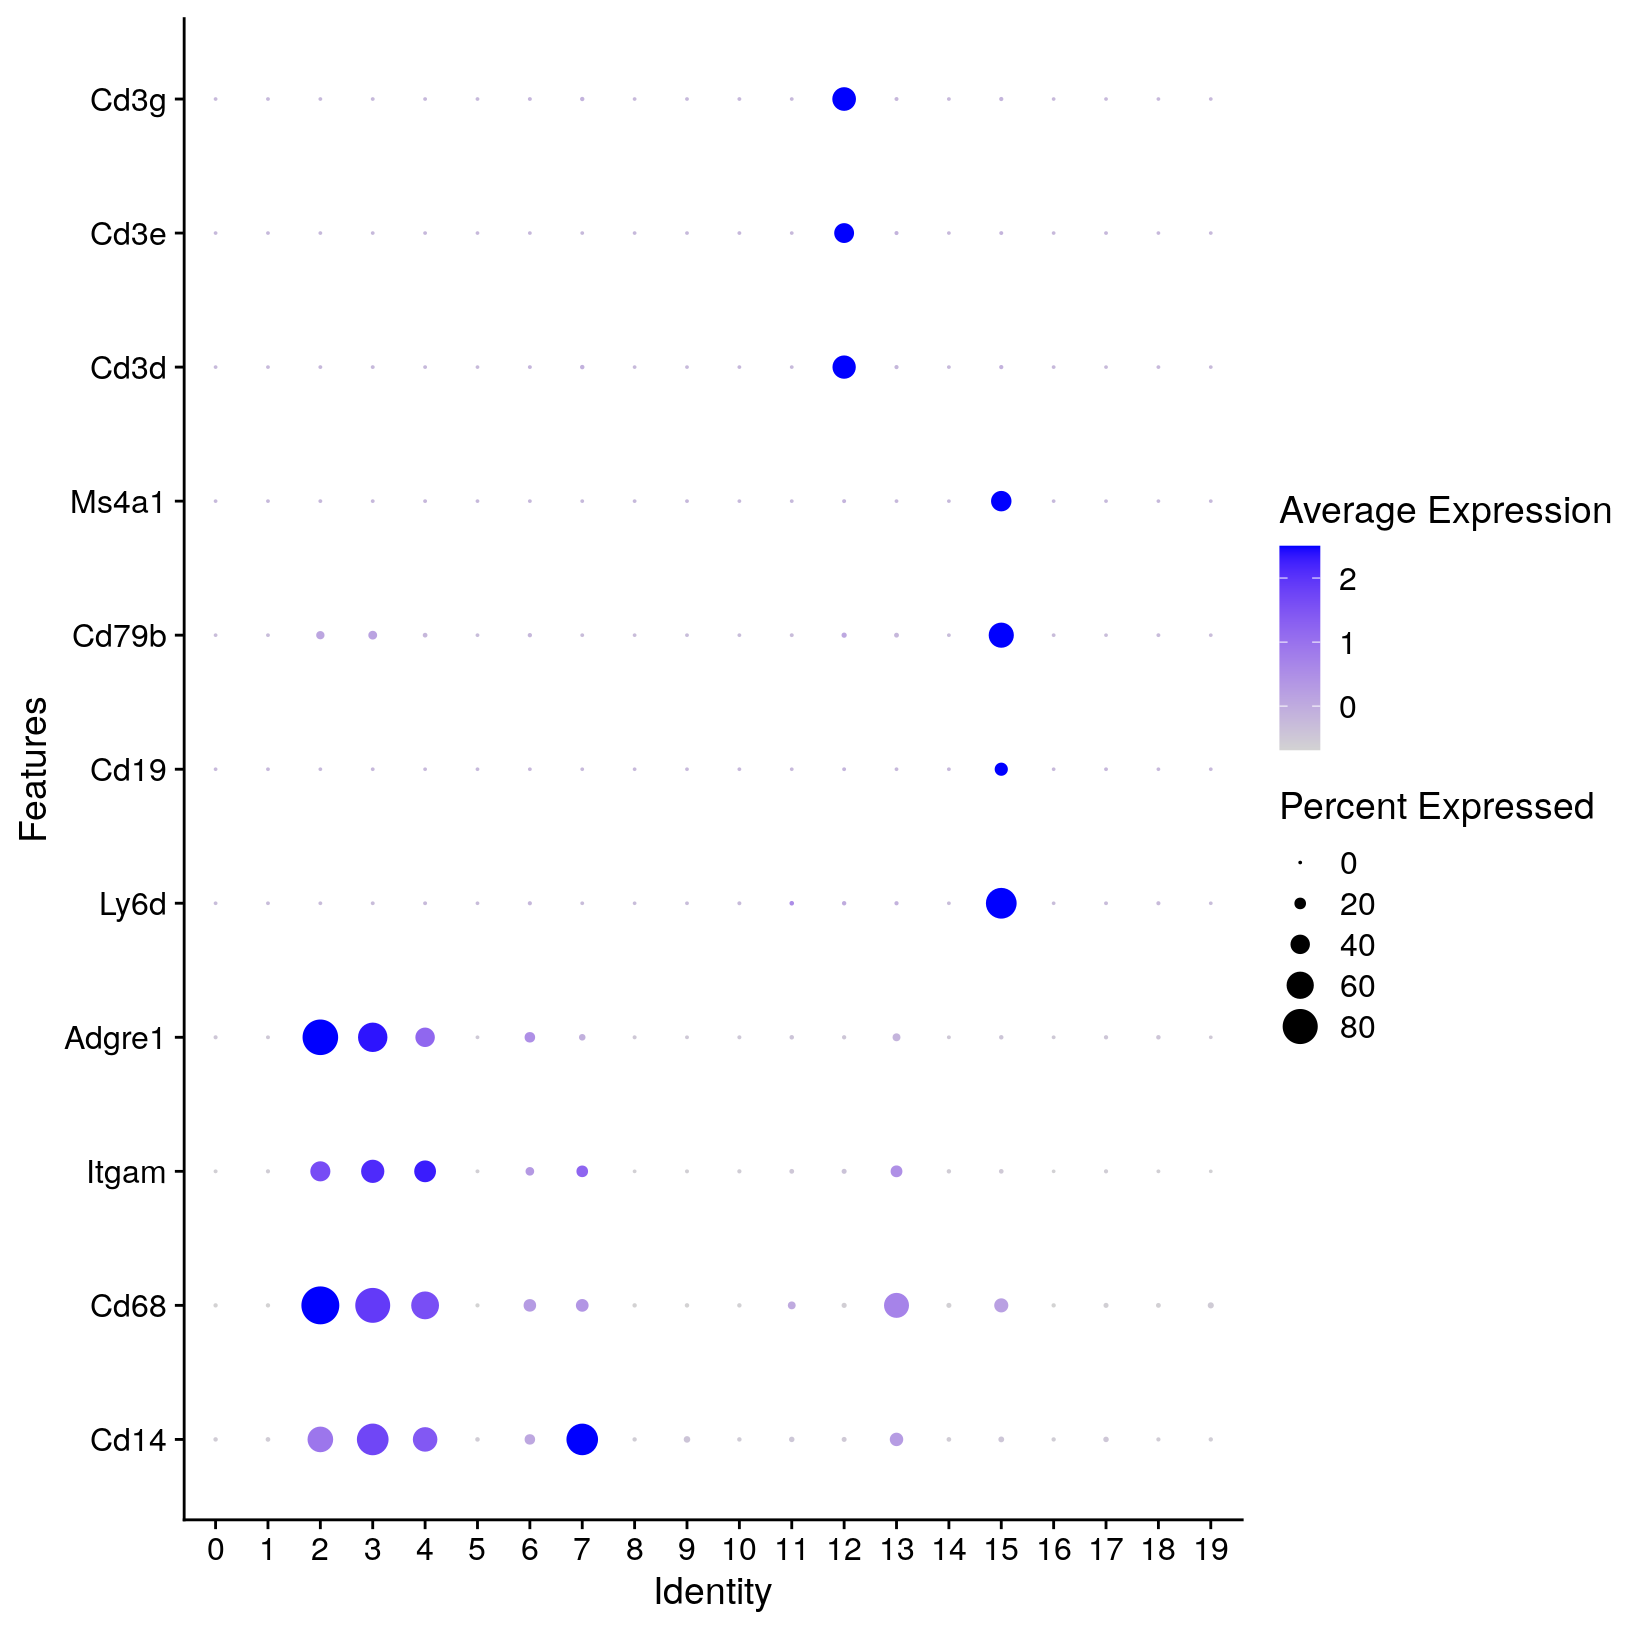 Cd3g
Cd3e
Cd3d
Ms4a1
Cd79b
Cd19
Ly6d
Adgre1
Itgam
Cd68
Cd14
Features
0 1 2 3 4 5 6 7 8 9 10 11 12 13 14 15 16 17 18 19
Identity
Average Expression
2
1
0
Percent Expressed
0
20
40
60
80